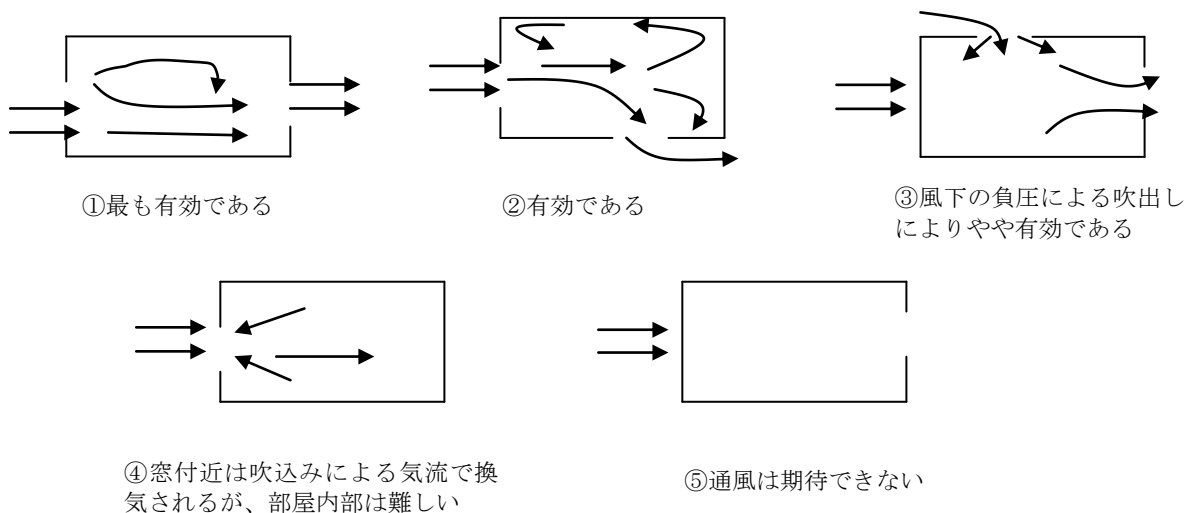 ①最も有効である
②有効である
③風下の負圧による吹出し
によりやや有効である
④窓付近は吹込みによる気流で換
気されるが、部屋内部は難しい
⑤通風は期待できない